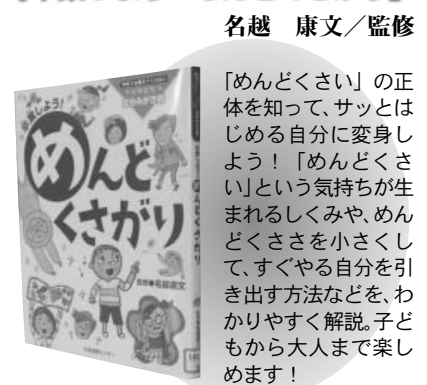 名越　康文／監修
「めんどくさい」の正
体を知って、サッとは
じめる自分に変身し
よう！「めんどくさ
い」という気持ちが生
まれるしくみや、めん
どくささを小さくし
て、すぐやる自分を引
き出す方法などを、わ
かりやすく解説。子ど
もから大人まで楽し
めます！
めんど
くさがり